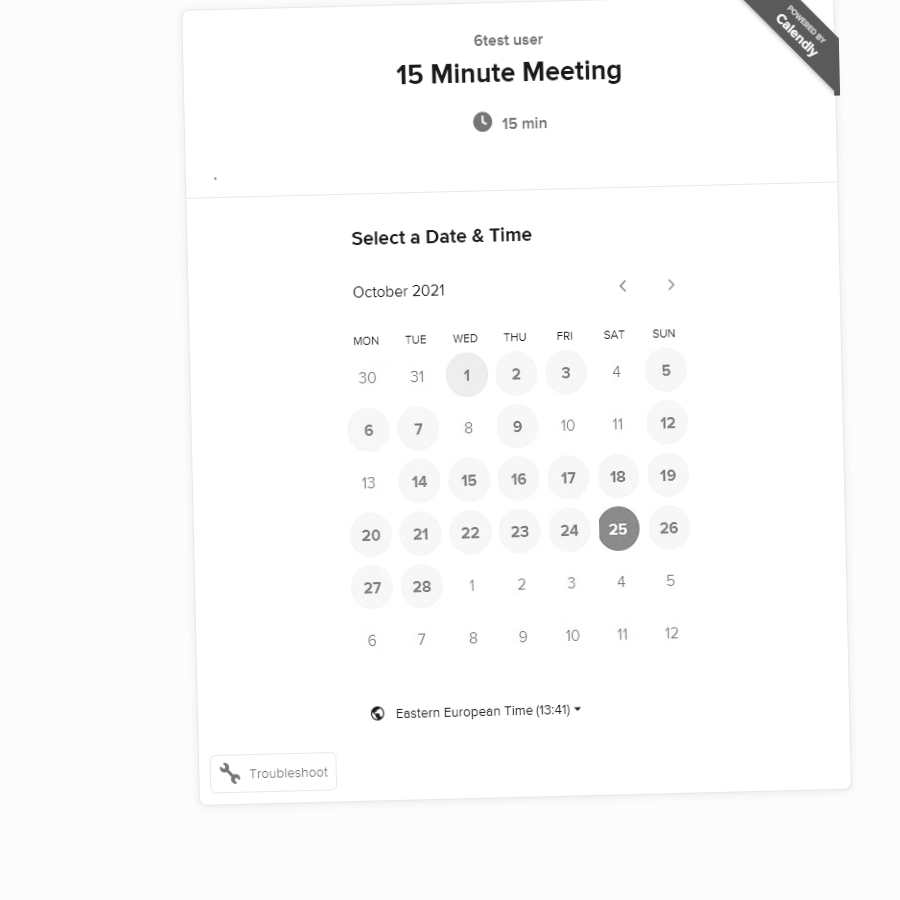 POWERED BY
Calendly
6test user
15 Minute Meeting
15 min
.
Select a Date & Time
October 2021
MON TUE WED THU FRI SAT SUN
30 31 1 2 3 4 5
6 7 8 9 10 11 12
13 14 15 16 17 18 19
20 21 22 23 24 25 26
27 28 1 2 3 4 5
6 7 8 9 10 11 12
Eastern European Time (13:41)
Troubleshoot